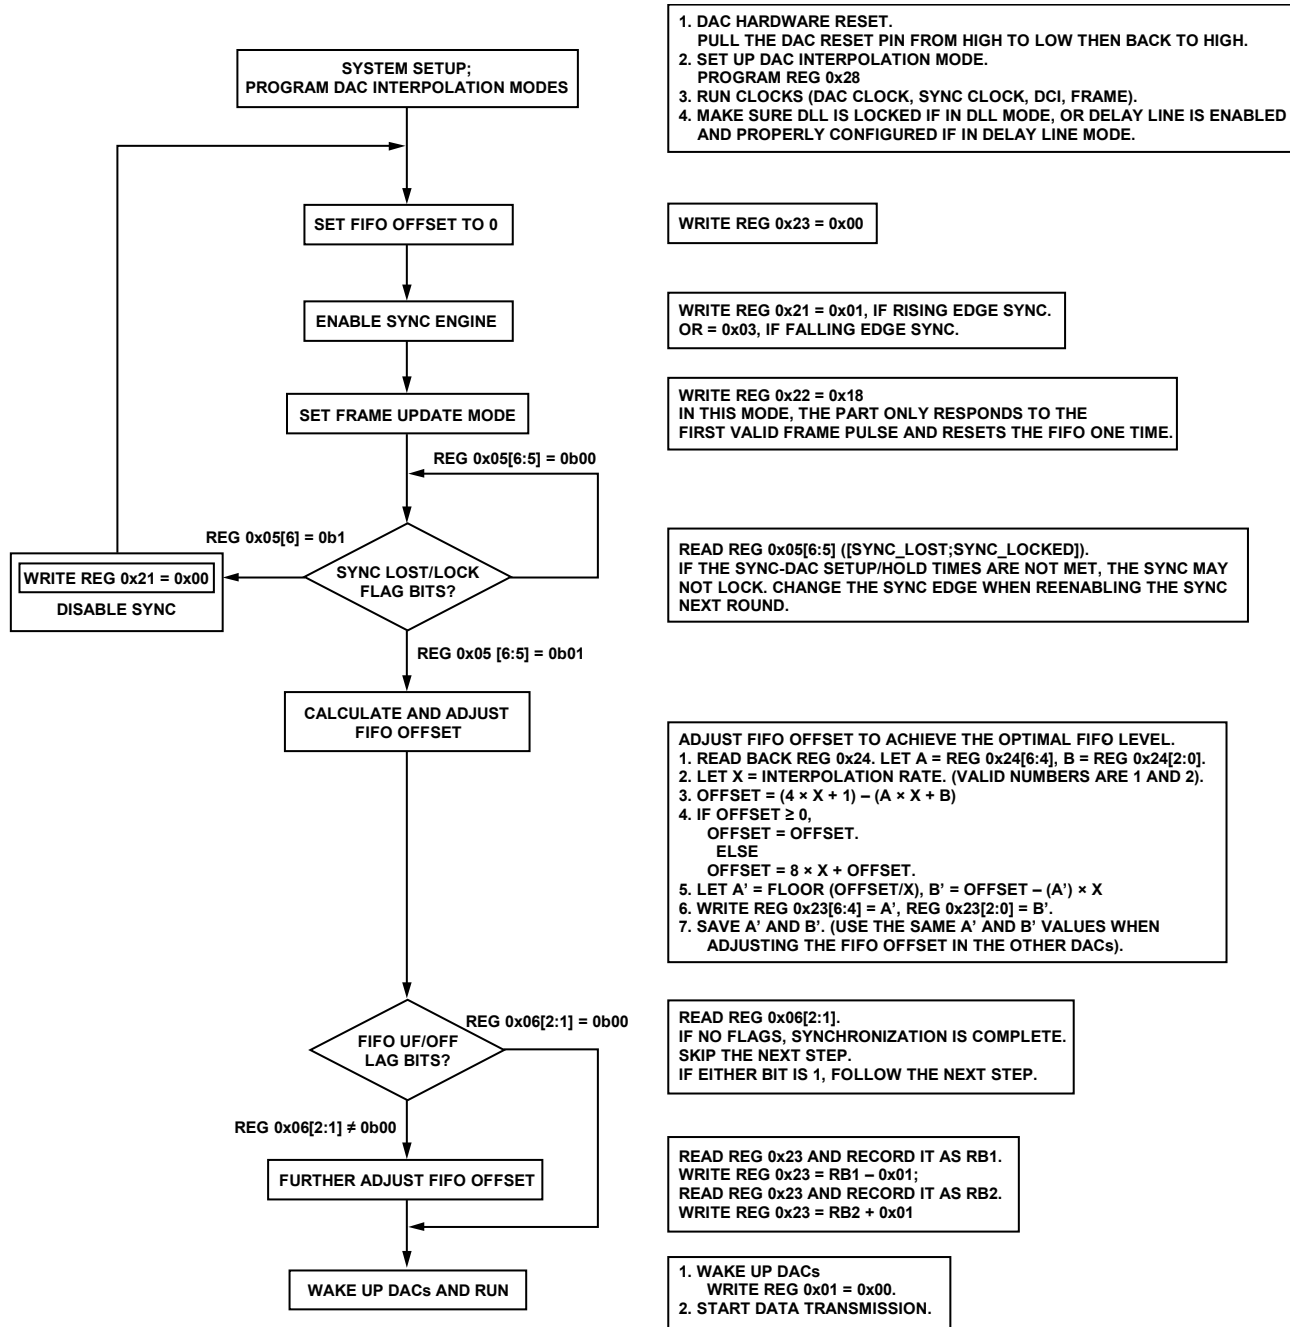 SYSTEM SETUP;
PROGRAM DAC INTERPOLATION MODES
1. DAC HARDWARE RESET.
PULL THE DAC RESET PIN FROM HIGH TO LOW THEN BACK TO HIGH.
2. SET UP DAC INTERPOLATION MODE.
PROGRAM REG 0x28
3. RUN CLOCKS (DAC CLOCK, SYNC CLOCK, DCI, FRAME).
4. MAKE SURE DLL IS LOCKED IF IN DLL MODE, OR DELAY LINE IS ENABLED
AND PROPERLY CONFIGURED IF IN DELAY LINE MODE.
SET FIFO OFFSET TO 0
WRITE REG 0x23 = 0x00
ENABLE SYNC ENGINE
WRITE REG 0x21 = 0x01, IF RISING EDGE SYNC.
OR = 0x03, IF FALLING EDGE SYNC.
SET FRAME UPDATE MODE
WRITE REG 0x22 = 0x18
IN THIS MODE, THE PART ONLY RESPONDS TO THE
FIRST VALID FRAME PULSE AND RESETS THE FIFO ONE TIME.
REG 0x05[6:5] = 0b00
REG 0x05[6] = 0b1
WRITE REG 0x21 = 0x00
DISABLE SYNC
SYNC LOST/LOCK
FLAG BITS?
READ REG 0x05[6:5] ([SYNC_LOST;SYNC_LOCKED]).
IF THE SYNC-DAC SETUP/HOLD TIMES ARE NOT MET, THE SYNC MAY
NOT LOCK. CHANGE THE SYNC EDGE WHEN REENABLING THE SYNC
NEXT ROUND.
REG 0x05 [6:5] = 0b01
CALCULATE AND ADJUST
FIFO OFFSET
ADJUST FIFO OFFSET TO ACHIEVE THE OPTIMAL FIFO LEVEL.
1. READ BACK REG 0x24. LET A = REG 0x24[6:4], B = REG 0x24[2:0].
2. LET X = INTERPOLATION RATE. (VALID NUMBERS ARE 1 AND 2).
3. OFFSET = (4 × X + 1) – (A × X + B)
4. IF OFFSET ≥ 0,
OFFSET = OFFSET.
ELSE
OFFSET = 8 × X + OFFSET.
5. LET A’ = FLOOR (OFFSET/X), B’ = OFFSET – (A’) × X
6. WRITE REG 0x23[6:4] = A’, REG 0x23[2:0] = B’.
7. SAVE A’ AND B’. (USE THE SAME A’ AND B’ VALUES WHEN
ADJUSTING THE FIFO OFFSET IN THE OTHER DACs).
REG 0x06[2:1] = 0b00
FIFO UF/OFF
LAG BITS?
READ REG 0x06[2:1].
IF NO FLAGS, SYNCHRONIZATION IS COMPLETE.
SKIP THE NEXT STEP.
IF EITHER BIT IS 1, FOLLOW THE NEXT STEP.
REG 0x06[2:1] ≠ 0b00
FURTHER ADJUST FIFO OFFSET
READ REG 0x23 AND RECORD IT AS RB1.
WRITE REG 0x23 = RB1 – 0x01;
READ REG 0x23 AND RECORD IT AS RB2.
WRITE REG 0x23 = RB2 + 0x01
WAKE UP DACs AND RUN
1. WAKE UP DACs
WRITE REG 0x01 = 0x00.
2. START DATA TRANSMISSION.